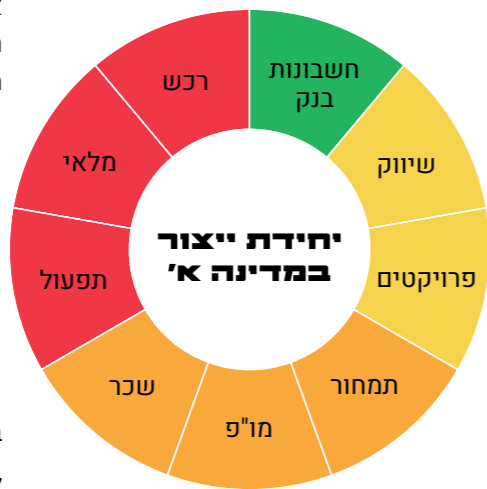 חשבונות
בנק
שיווק
פרויקטים
תמחור
מו"פ
שכר
תפעול
מלאי
רכש
יחידת ייצור
במדינה א'